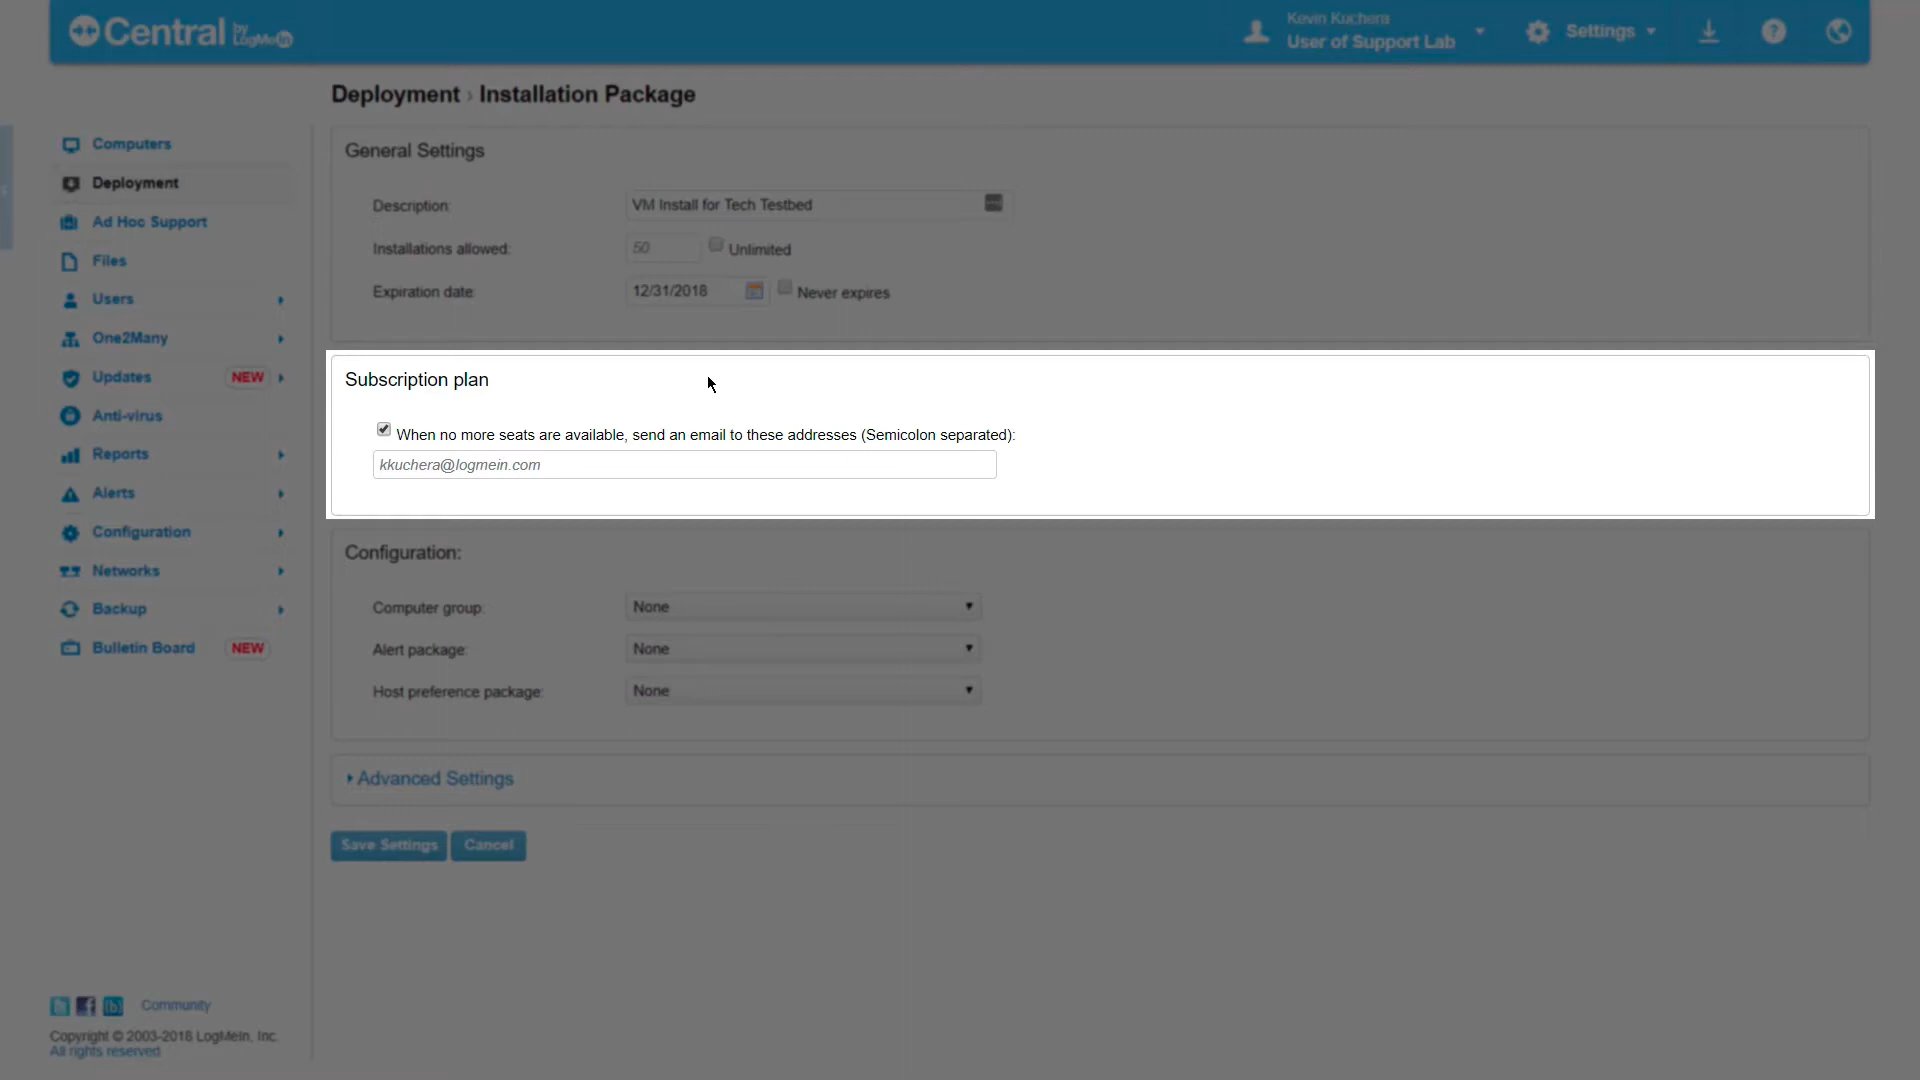 Central by LogMeIn
Kevin Kuchera
User of Support Lab
Settings
?
Deployment › Installation Package
Computers
Deployment
Ad Hoc Support
Files
Users
One2Many
Updates NEW
Anti-virus
Reports
Alerts
Configuration
Networks
Backup
Bulletin Board NEW
General Settings
Description: VM Install for Tech Testbed
Installations allowed: 50 Unlimited
Expiration date: 12/31/2018 Never expires
Subscription plan
When no more seats are available, send an email to these addresses (Semicolon separated):
kkuchera@logmein.com
Configuration:
Computer group: None
Alert package: None
Host preference package: None
Advanced Settings
Save Settings Cancel
Community
Copyright © 2003-2018 LogMeIn, Inc.
All rights reserved.